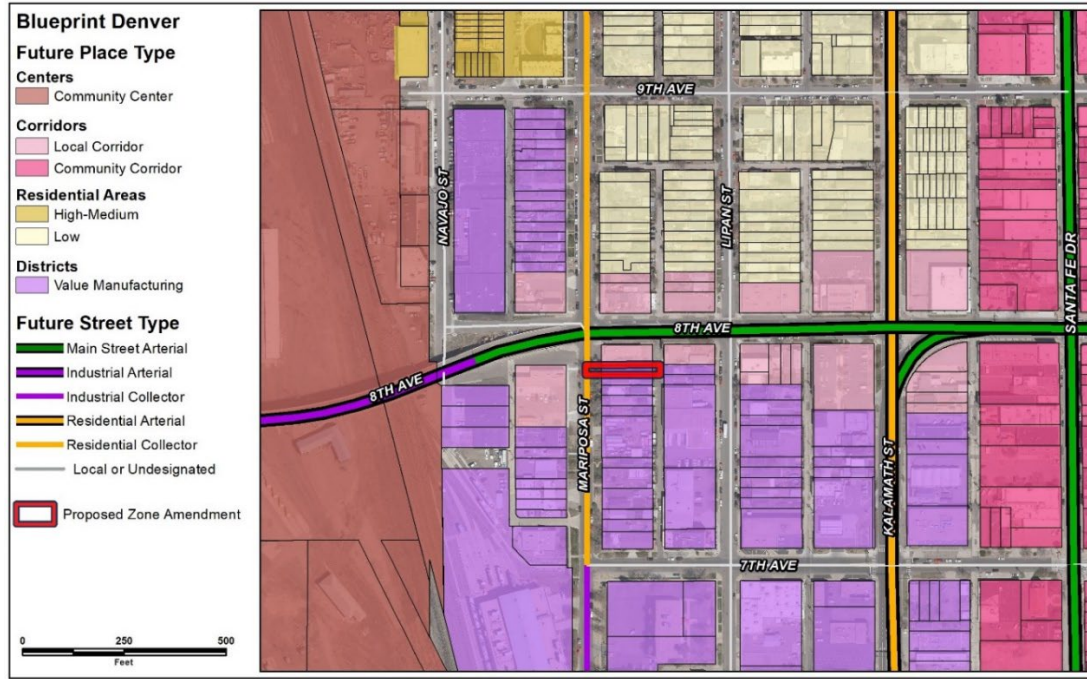 Blueprint Denver
Future Place Type
Centers
Community Center
Corridors
Local Corridor
Community Corridor
Residential Areas
High-Medium
Low
Districts
Value Manufacturing
Future Street Type
Main Street Arterial
Industrial Arterial
Industrial Collector
Residential Arterial
Residential Collector
Local or Undesignated
Proposed Zone Amendment
0 250 500
Feet
9TH AVE
NAVAJO ST
LIPAN ST
SANTA FE DR
8TH AVE
8TH AVE
MARIPOSA ST
KALAMATH ST
7TH AVE